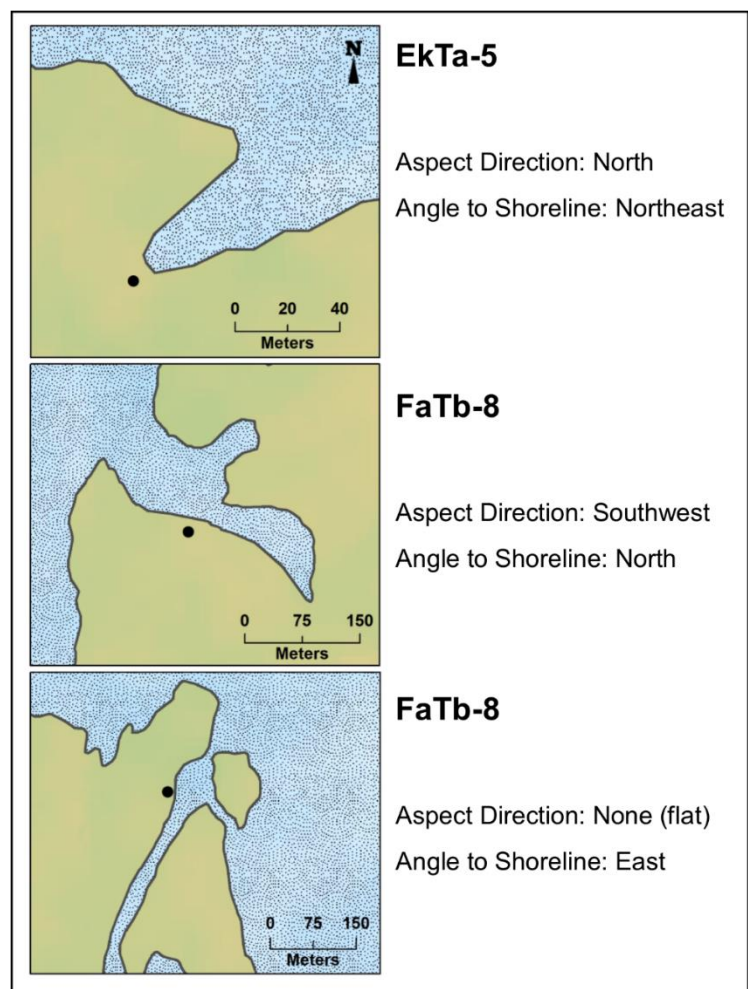 N
EkTa-5
Aspect Direction: North
Angle to Shoreline: Northeast
0 20 40
Meters
FaTb-8
Aspect Direction: Southwest
Angle to Shoreline: North
0 75 150
Meters
FaTb-8
Aspect Direction: None (flat)
Angle to Shoreline: East
0 75 150
Meters